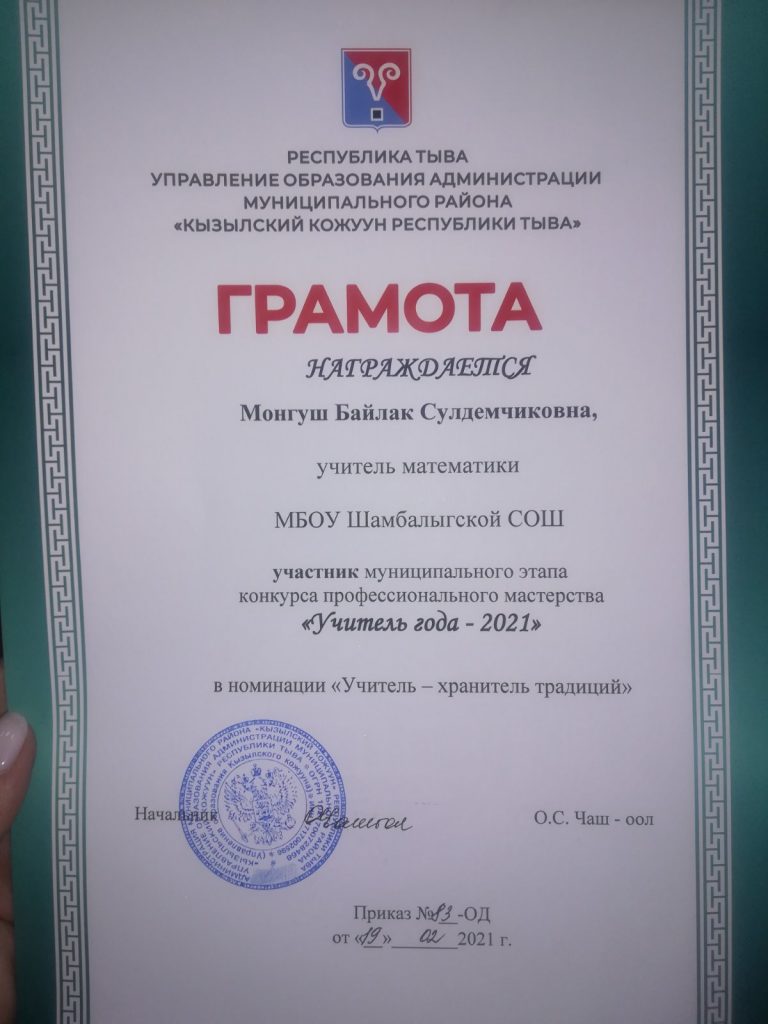 РЕСПУБЛИКА ТЫВА
УПРАВЛЕНИЕ ОБРАЗОВАНИЯ АДМИНИСТРАЦИИ
МУНИЦИПАЛЬНОГО РАЙОНА
«КЫЗЫЛСКИЙ КОЖУУН РЕСПУБЛИКИ ТЫВА»
ГРАМОТА
НАГРАЖДАЕТСЯ
Монгуш Байлак Сулдемчиковна,
учитель математики
МБОУ Шамбалыгской СОШ
участник муниципального этапа
конкурса профессионального мастерства
«Учитель года - 2021»
в номинации «Учитель – хранитель традиций»
Начальник О.С. Чаш - оол
Приказ №83-ОД
от «19» 02 2021 г.